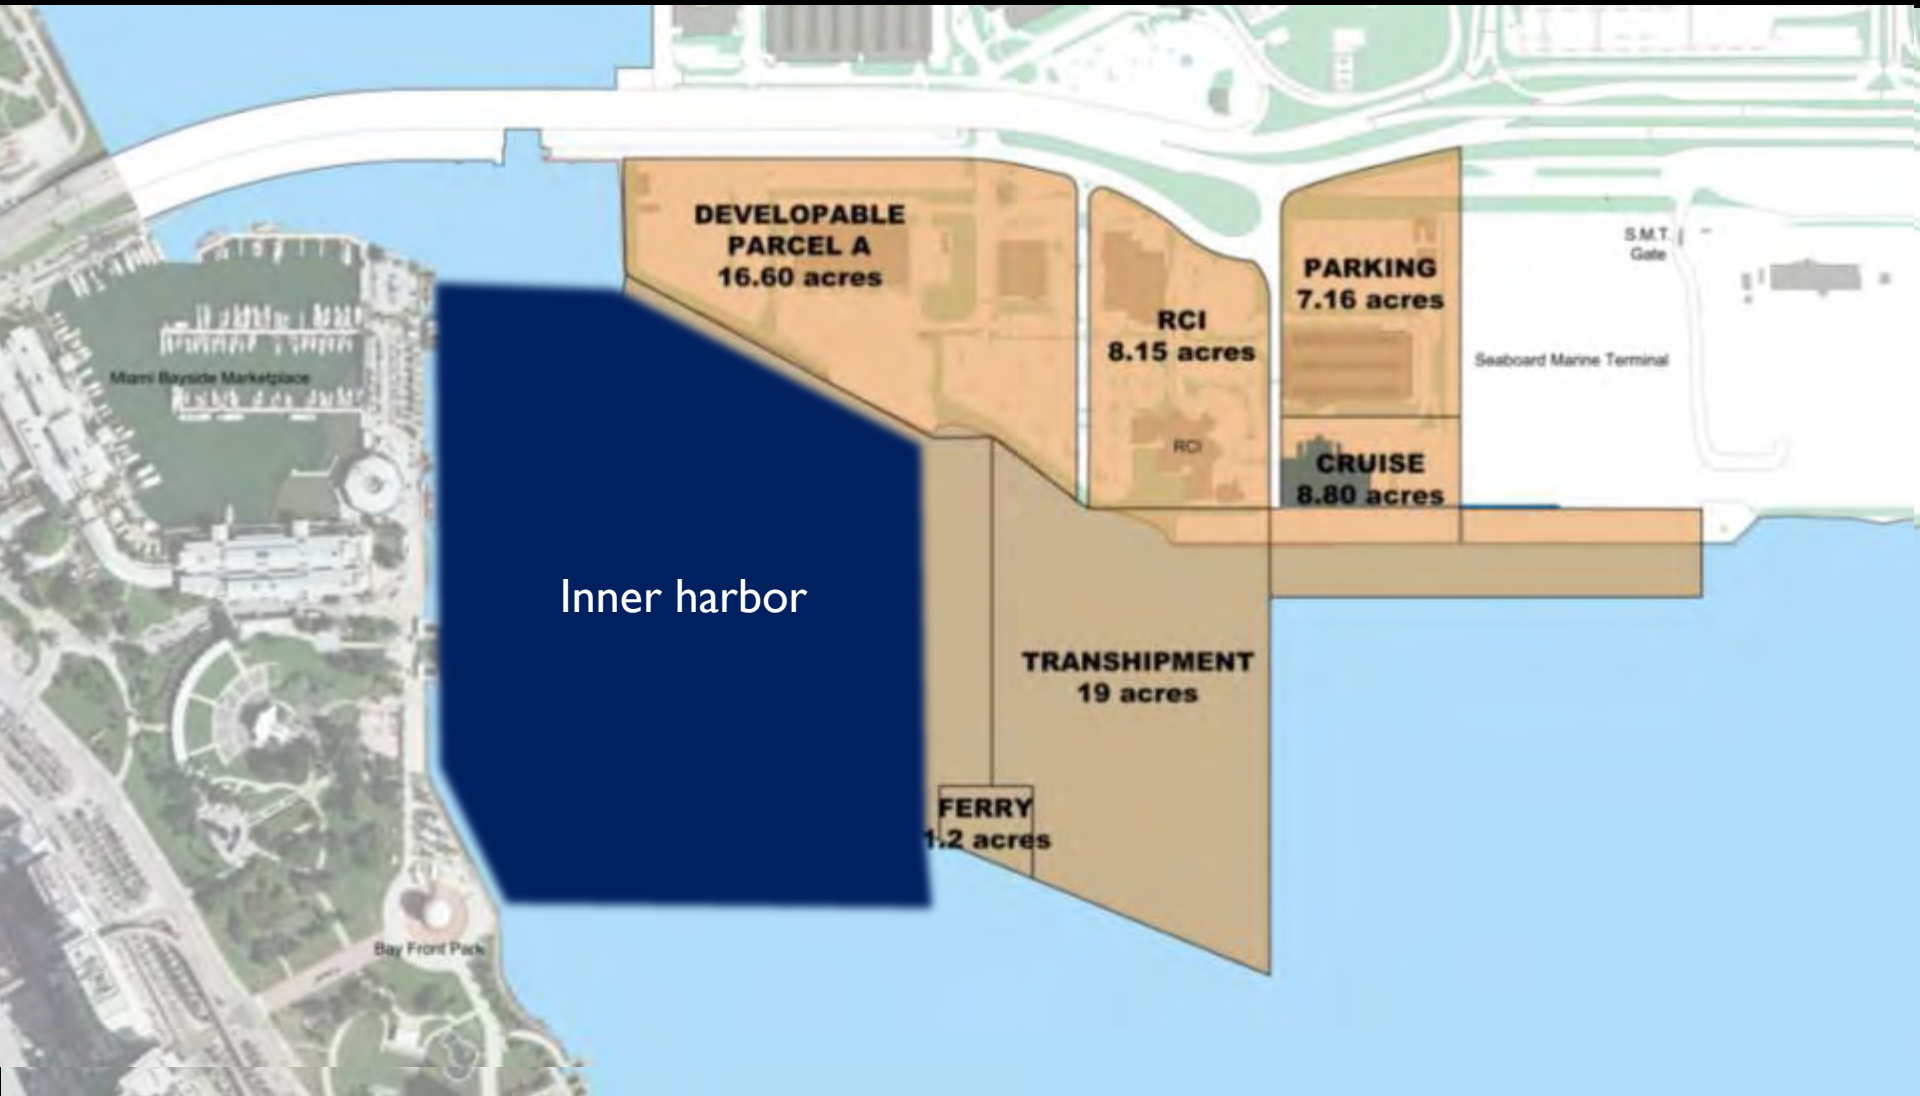 DEVELOPABLE
PARCEL A
16.60 acres
S.M.T.
Gate
PARKING
7.16 acres
RCI
8.15 acres
Seaboard Marine Terminal
Miami Bayside Marketplace
RCI
CRUISE
8.80 acres
Inner harbor
TRANSHIPMENT
19 acres
FERRY
1.2 acres
Bay Front Park